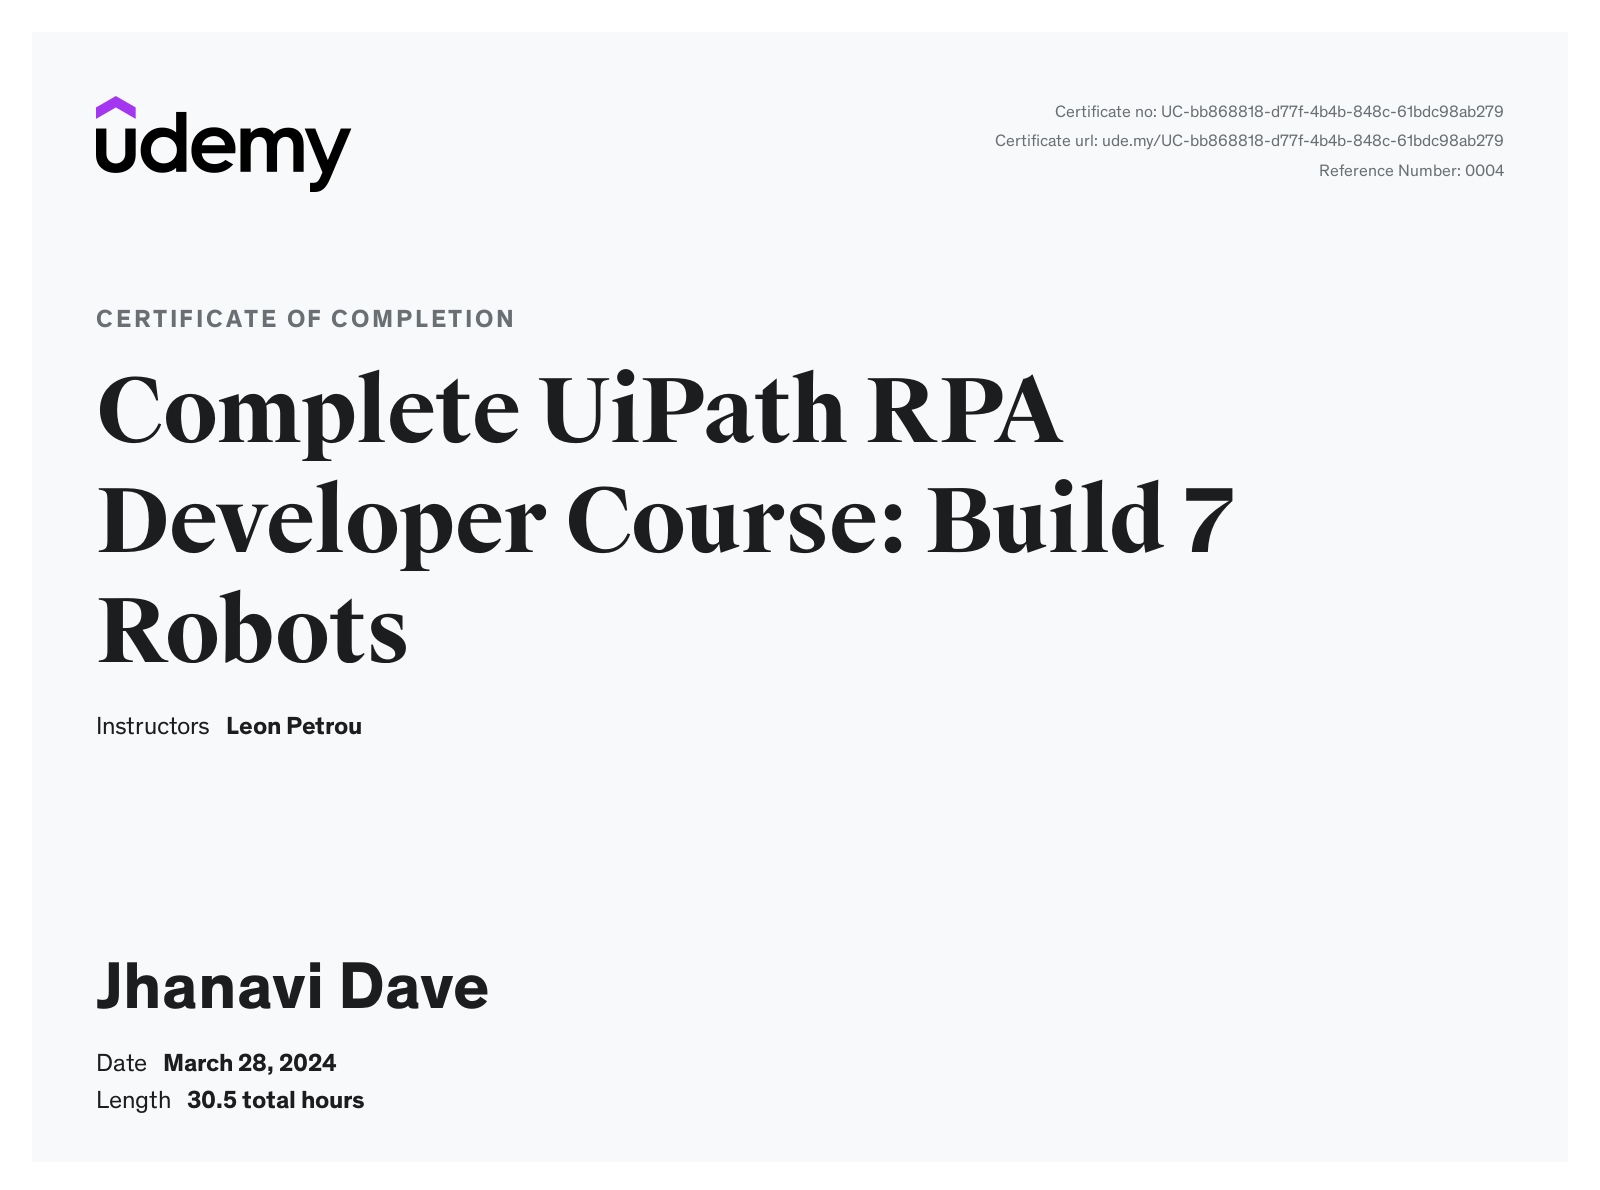 udemy
Certificate no: UC-bb868818-d77f-4b4b-848c-61bdc98ab279
Certificate url: ude.my/UC-bb868818-d77f-4b4b-848c-61bdc98ab279
Reference Number: 0004
CERTIFICATE OF COMPLETION
Complete UiPath RPA
Developer Course: Build 7
Robots
Instructors Leon Petrou
Jhanavi Dave
Date March 28, 2024
Length 30.5 total hours